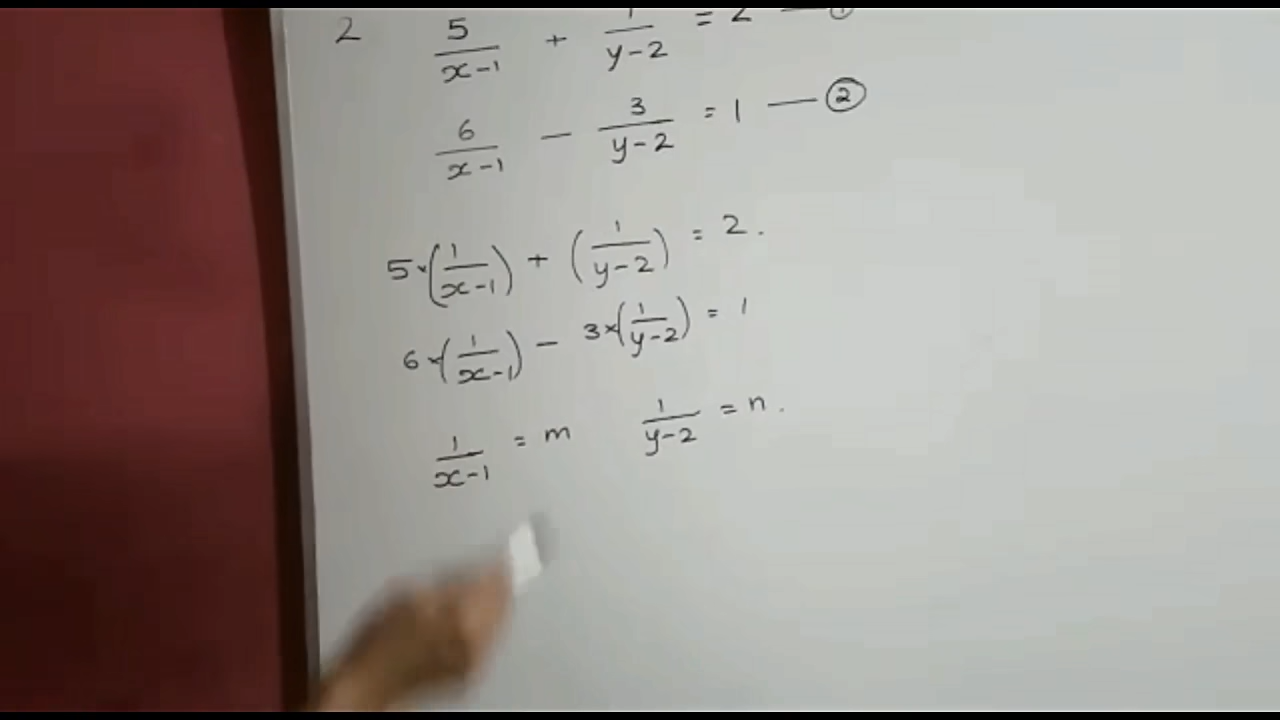 2 5/(x-1) + 1/(y-2) = 2 — ①
6/(x-1) - 3/(y-2) = 1 — ②
5×(1/(x-1)) + (1/(y-2)) = 2.
6×(1/(x-1)) - 3×(1/(y-2)) = 1
1/(x-1) = m 1/(y-2) = n.